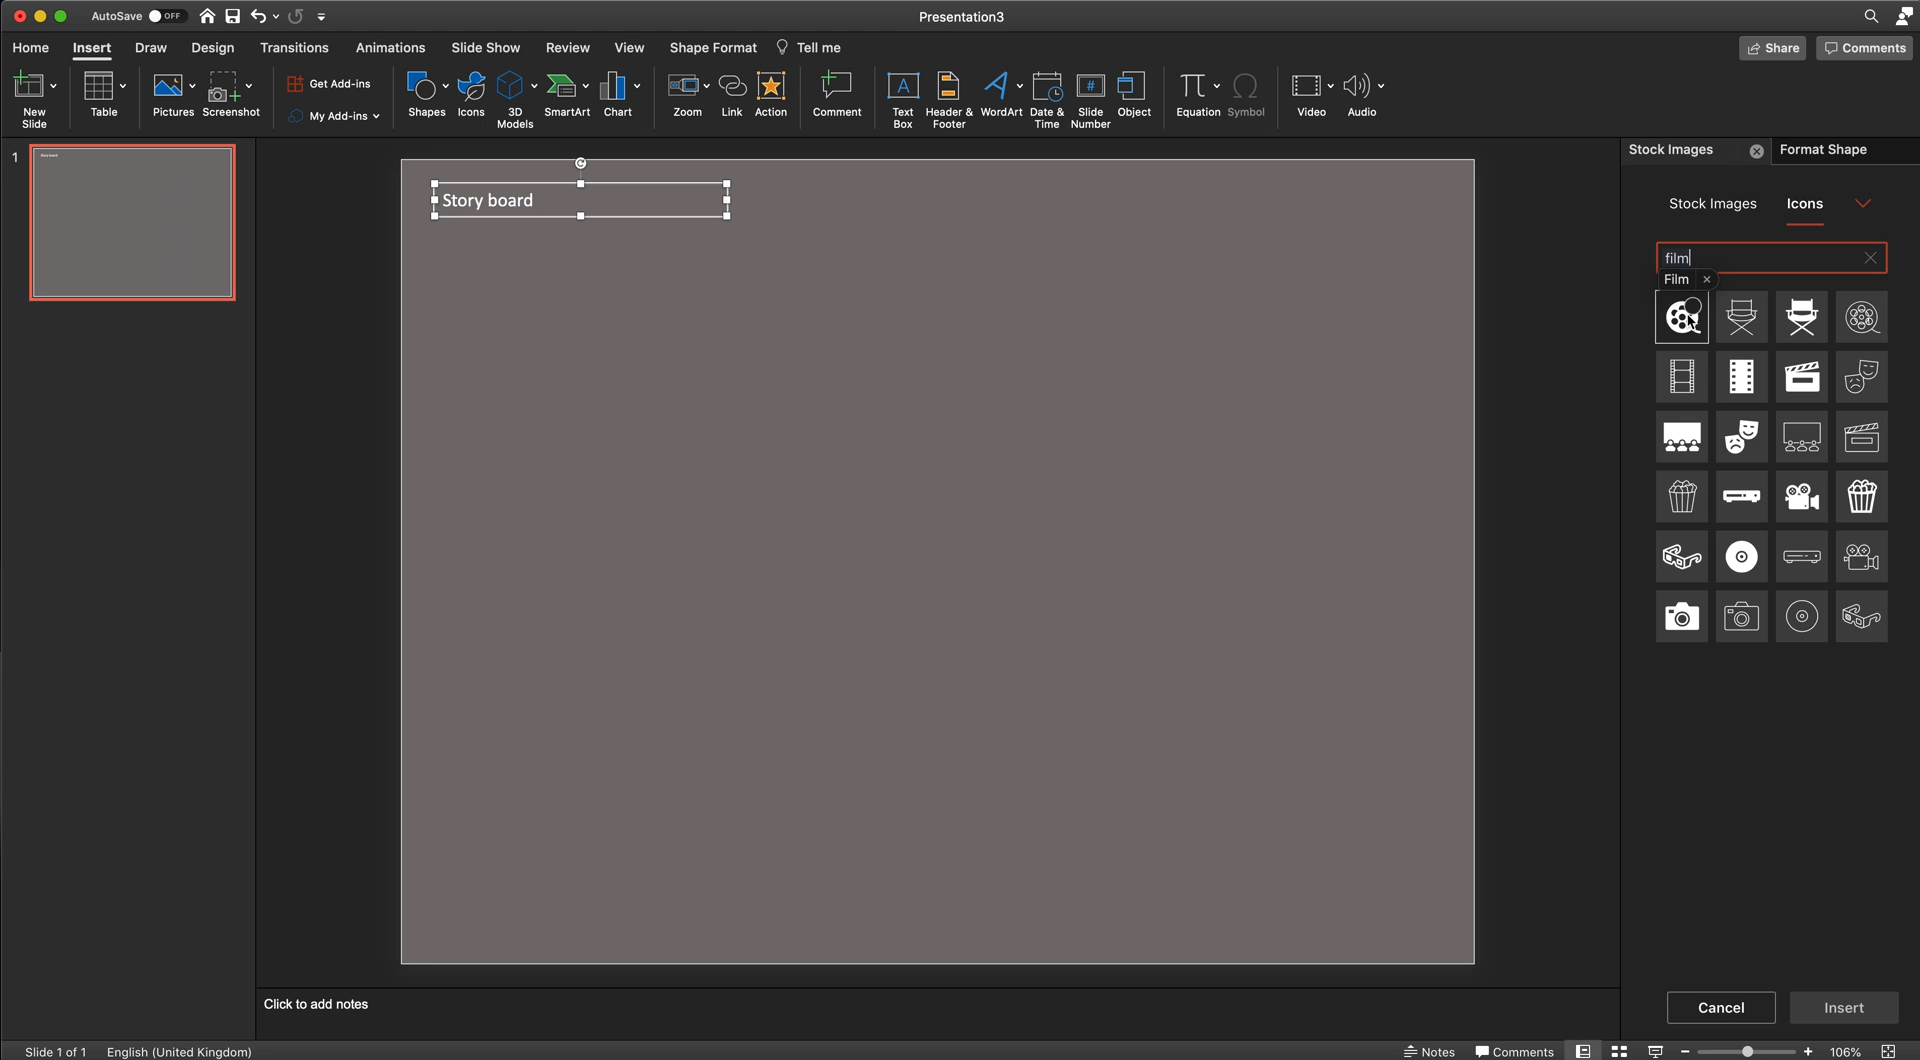 AutoSave OFF
Presentation3
Home Insert Draw Design Transitions Animations Slide Show Review View Shape Format Tell me
Share Comments
New Slide
Table
Pictures
Screenshot
Get Add-ins
My Add-ins
Shapes
Icons
3D Models
SmartArt
Chart
Zoom
Link
Action
Comment
Text Box
Header & Footer
WordArt
Date & Time
Slide Number
Object
Equation
Symbol
Video
Audio
1
Story board
Story board
Stock Images
Format Shape
Stock Images Icons
film
Film
Click to add notes
Cancel Insert
Slide 1 of 1 English (United Kingdom)
Notes Comments 106%